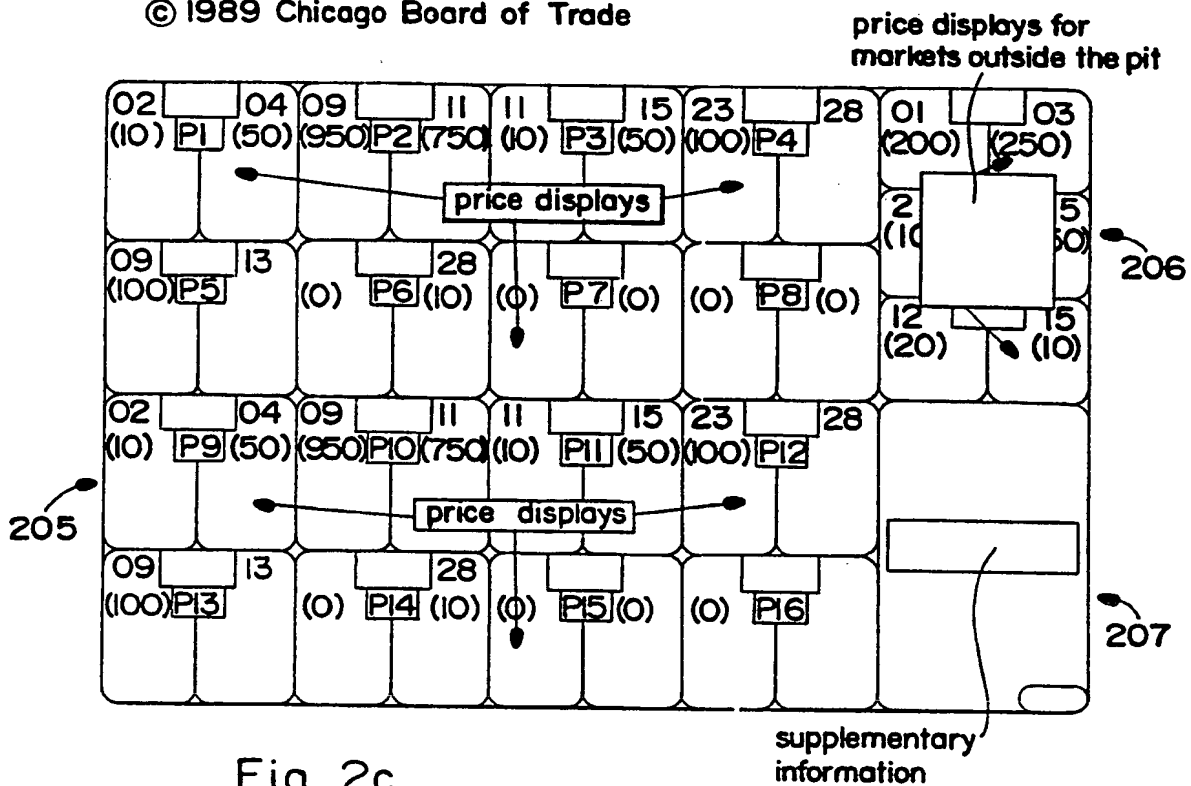 © 1989 Chicago Board of Trade
price displays for
markets outside the pit
02 04 09 11 11 15 23 28 01 03
(10) P1 (50) (950) P2 (750) (10) P3 (50) (100) P4 (200) (250)
price displays
2 5
(10 50)
206
09 13 28
(100) P5 (0) P6 (10) (0) P7 (0) (0) P8 (0)
12 15
(20) (10)
02 04 09 11 11 15 23 28
(10) P9 (50) (950) P10 (750) (10) P11 (50) (100) P12
205
price displays
09 13 28
(100) P13 (0) P14 (10) (0) P15 (0) (0) P16
207
supplementary
information
Fig. 2c